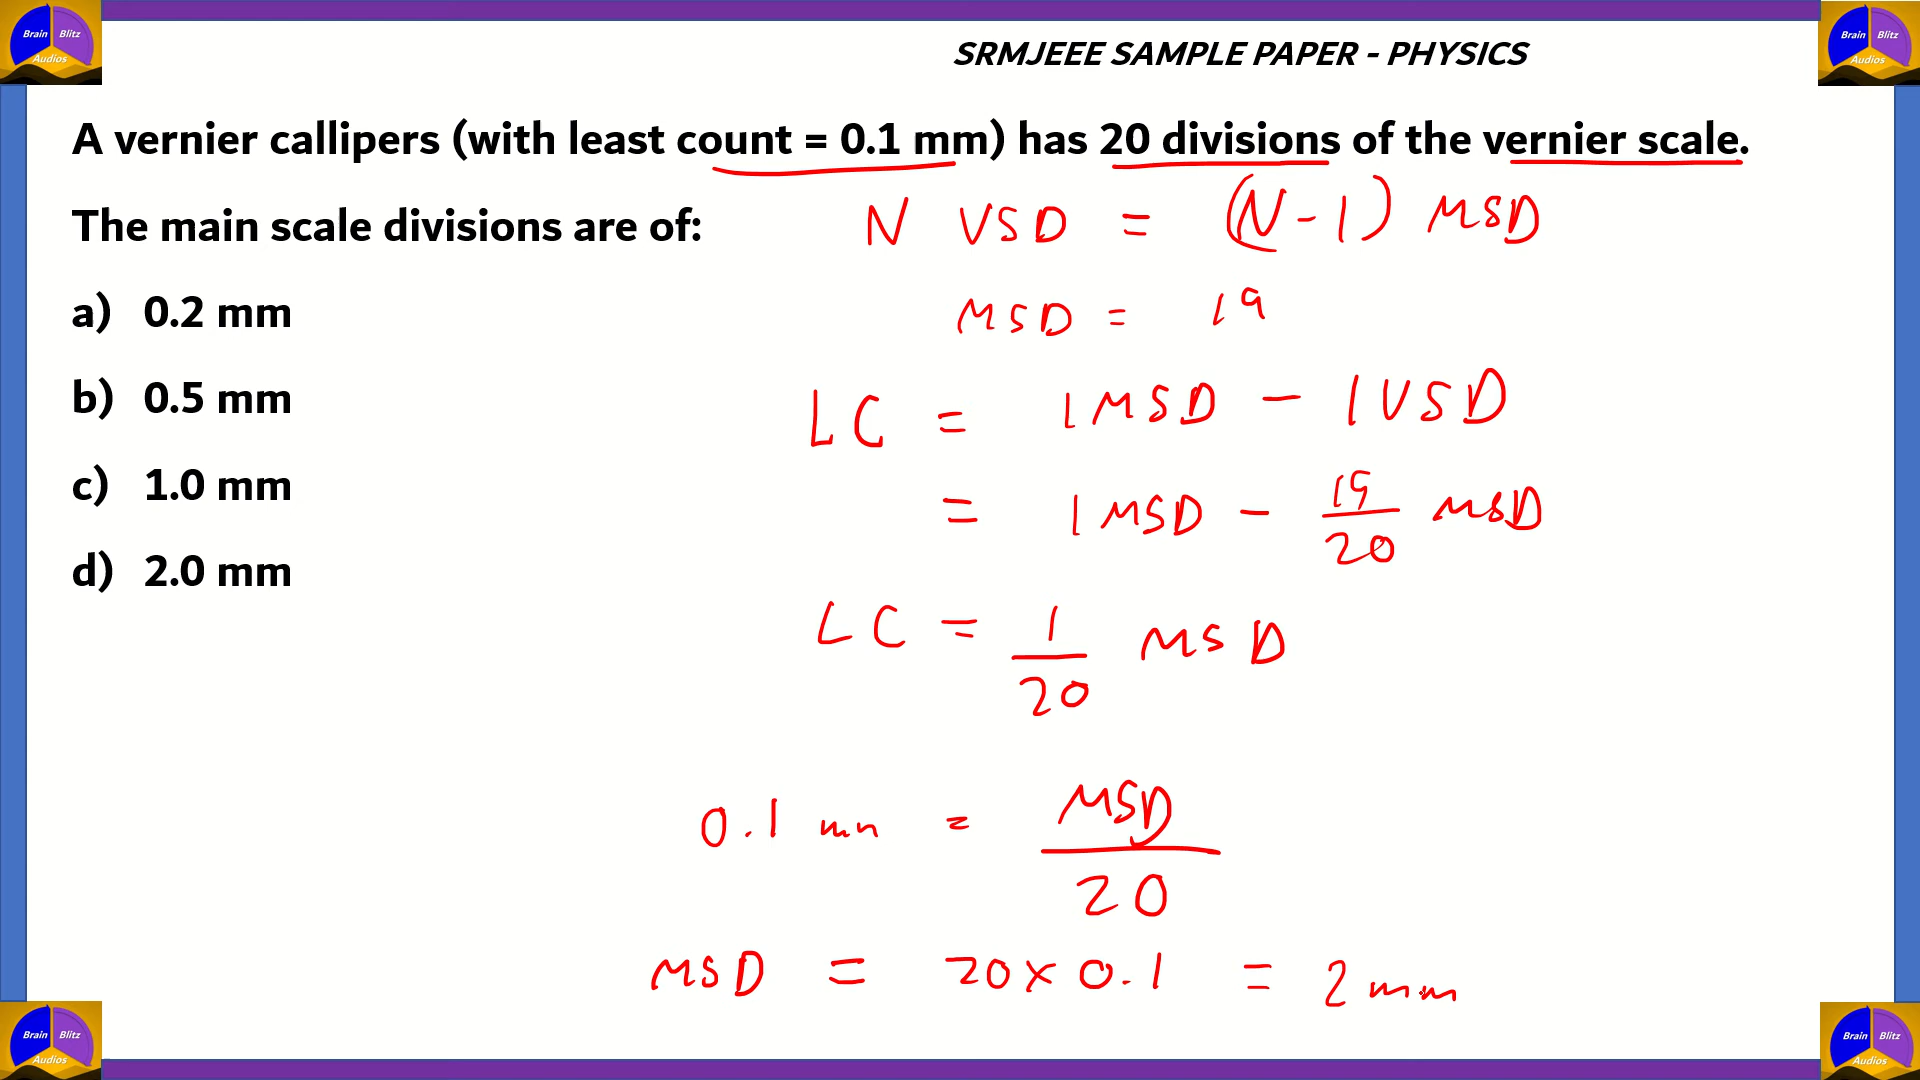 Brain Blitz
Audios
Brain Blitz
Audios
SRMJEEE SAMPLE PAPER - PHYSICS
A vernier callipers (with least count = 0.1 mm) has 20 divisions of the vernier scale.
The main scale divisions are of:
N VSD = (N-1) MSD
a) 0.2 mm
MSD = 19
b) 0.5 mm
LC = 1MSD - 1VSD
c) 1.0 mm
= 1MSD - 19/20 MSD
d) 2.0 mm
LC = 1/20 MSD
0.1 mm = MSD/20
MSD = 20 x 0.1 = 2 mm
Brain Blitz
Audios
Brain Blitz
Audios